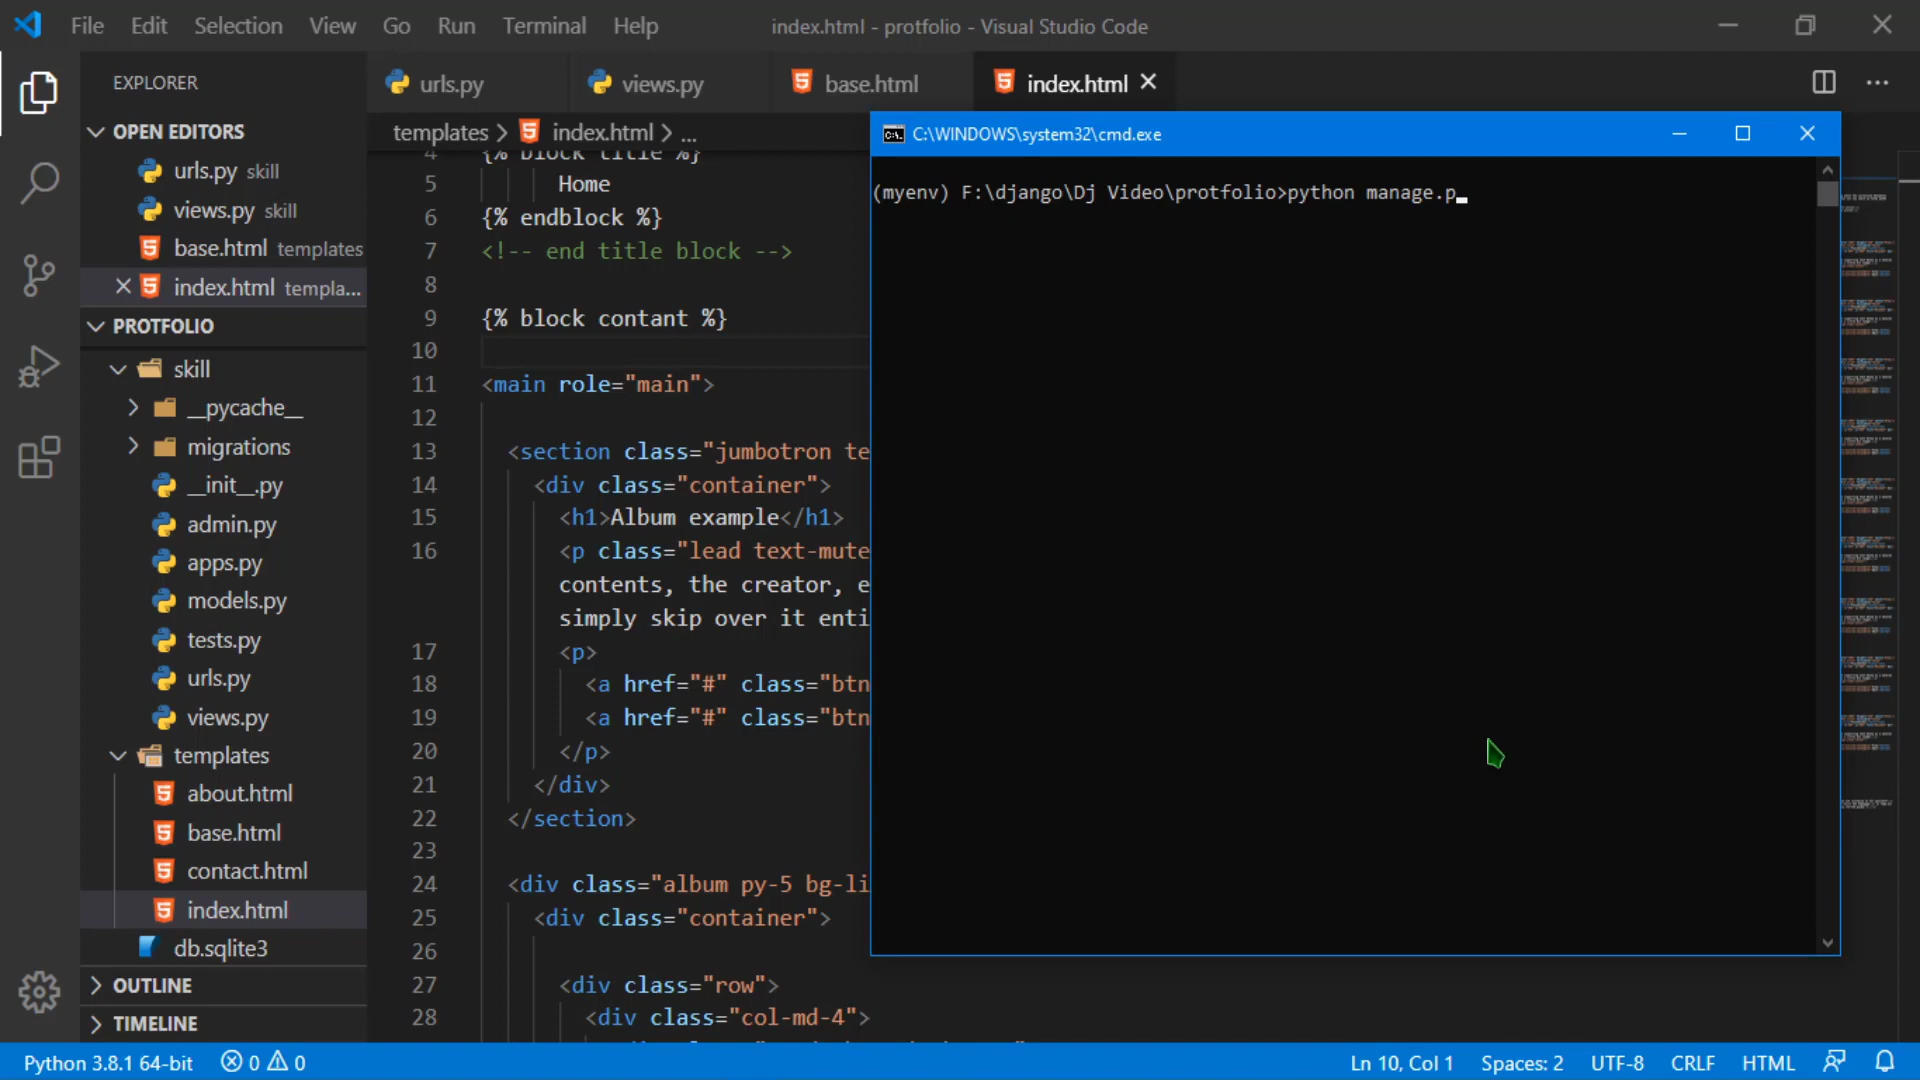 File Edit Selection View Go Run Terminal Help index.html - protfolio - Visual Studio Code
EXPLORER
OPEN EDITORS
urls.py skill
views.py skill
base.html templates
index.html templa...
PROTFOLIO
skill
__pycache__
migrations
__init__.py
admin.py
apps.py
models.py
tests.py
urls.py
views.py
templates
about.html
base.html
contact.html
index.html
db.sqlite3
OUTLINE
TIMELINE
urls.py views.py base.html index.html
templates > index.html > ...
4 {% block title %}
5 Home
6 {% endblock %}
7 <!-- end title block -->
8
9 {% block contant %}
10
11 <main role="main">
12
13 <section class="jumbotron te
14 <div class="container">
15 <h1>Album example</h1>
16 <p class="lead text-mute
contents, the creator, e
simply skip over it enti
17 <p>
18 <a href="#" class="btn
19 <a href="#" class="btn
20 </p>
21 </div>
22 </section>
23
24 <div class="album py-5 bg-li
25 <div class="container">
26
27 <div class="row">
28 <div class="col-md-4">
C:\WINDOWS\system32\cmd.exe
(myenv) F:\django\Dj Video\protfolio>python manage.p
Python 3.8.1 64-bit 0 0 Ln 10, Col 1 Spaces: 2 UTF-8 CRLF HTML